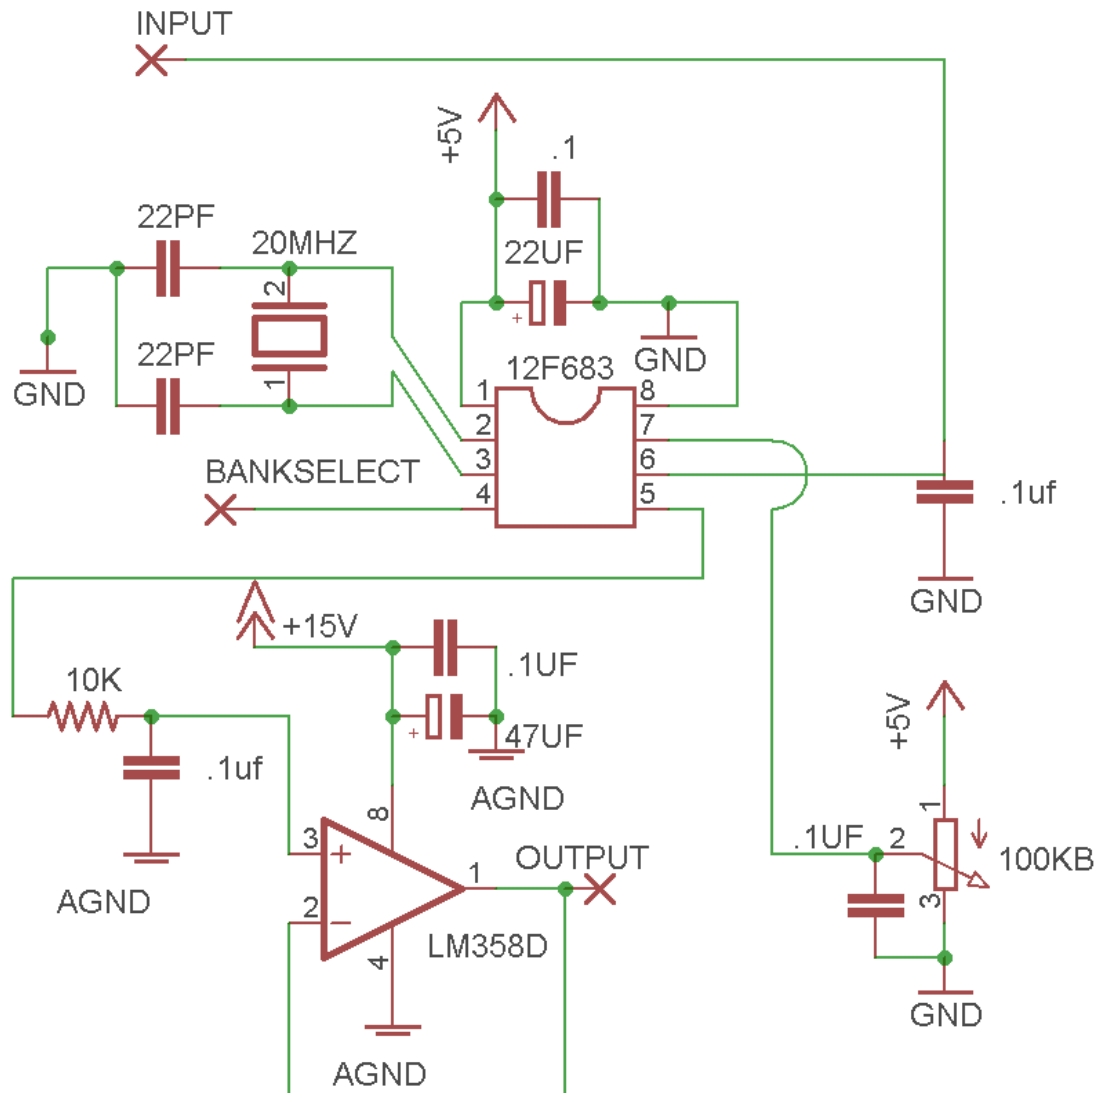 INPUT
+5V
.1
22PF
20MHZ
22UF
2
+
22PF
1
GND
GND
12F683
1
8
2
7
3
6
4
5
BANKSELECT
.1uf
GND
+15V
.1UF
10K
47UF
+
+5V
.1uf
AGND
8
1
3
+
1
OUTPUT
.1UF
2
100KB
AGND
2
−
3
LM358D
4
GND
AGND